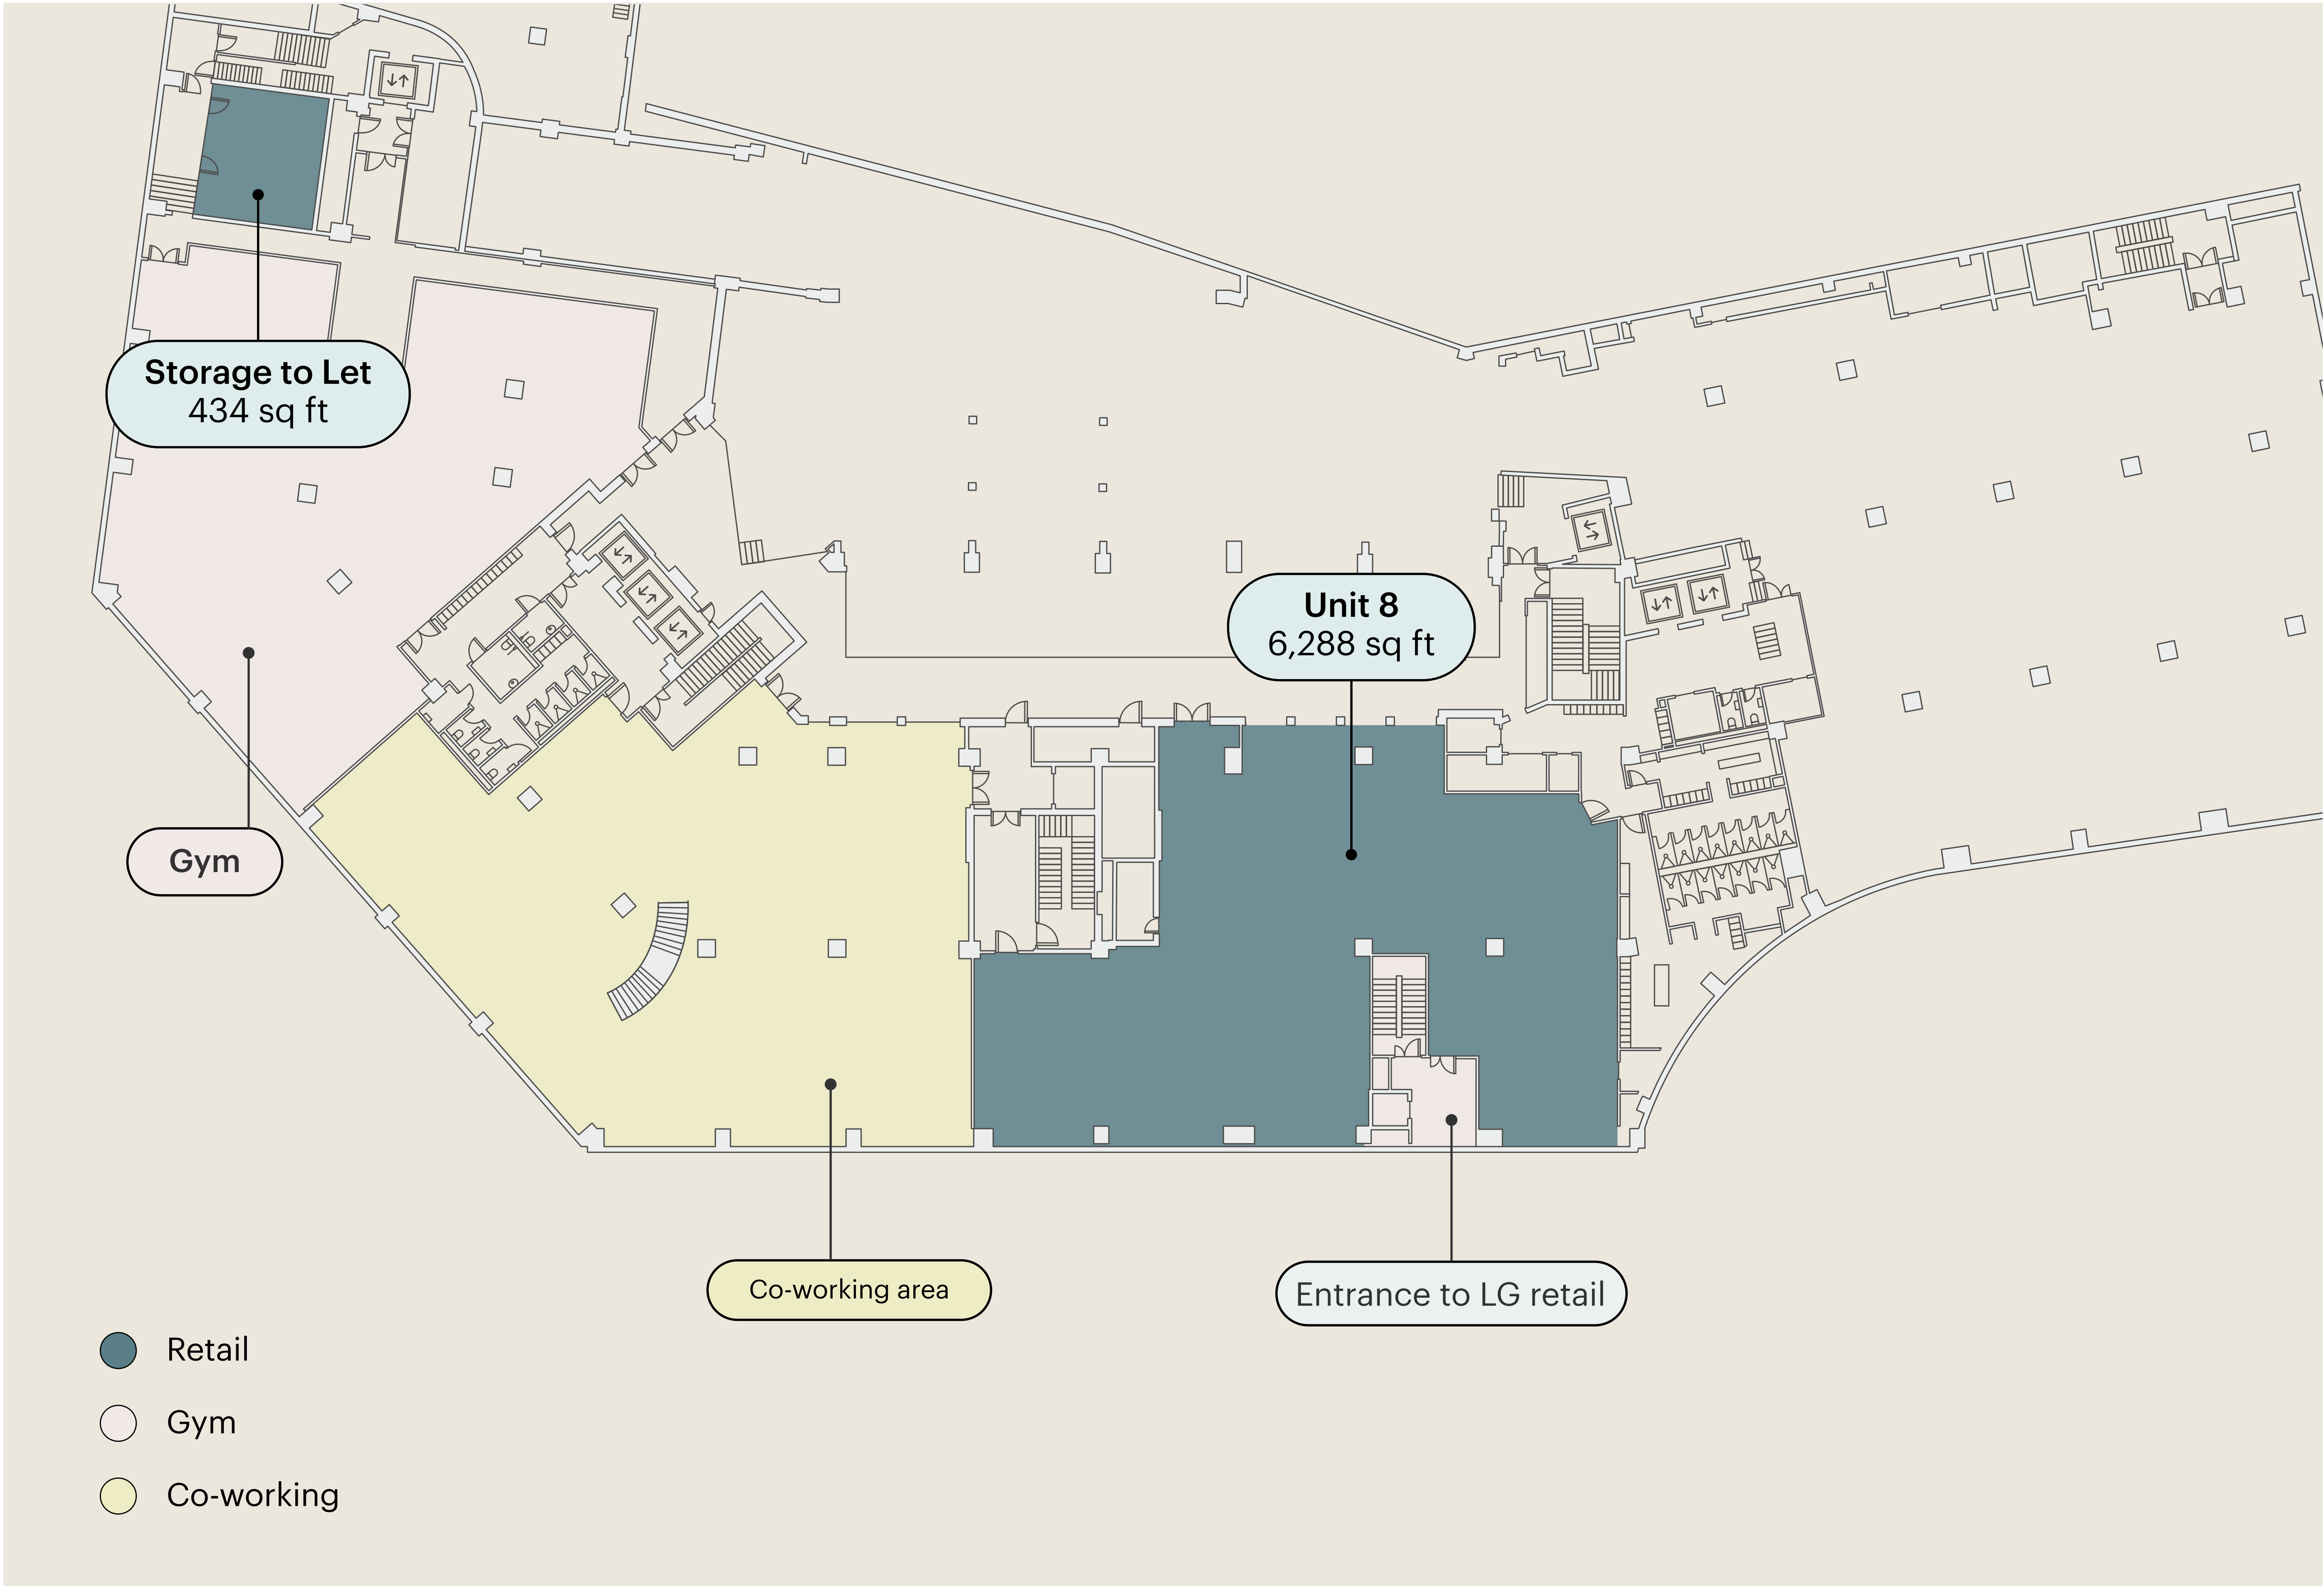 Storage to Let
434 sq ft
Unit 8
6,288 sq ft
Gym
Co-working area
Entrance to LG retail
Retail
Gym
Co-working